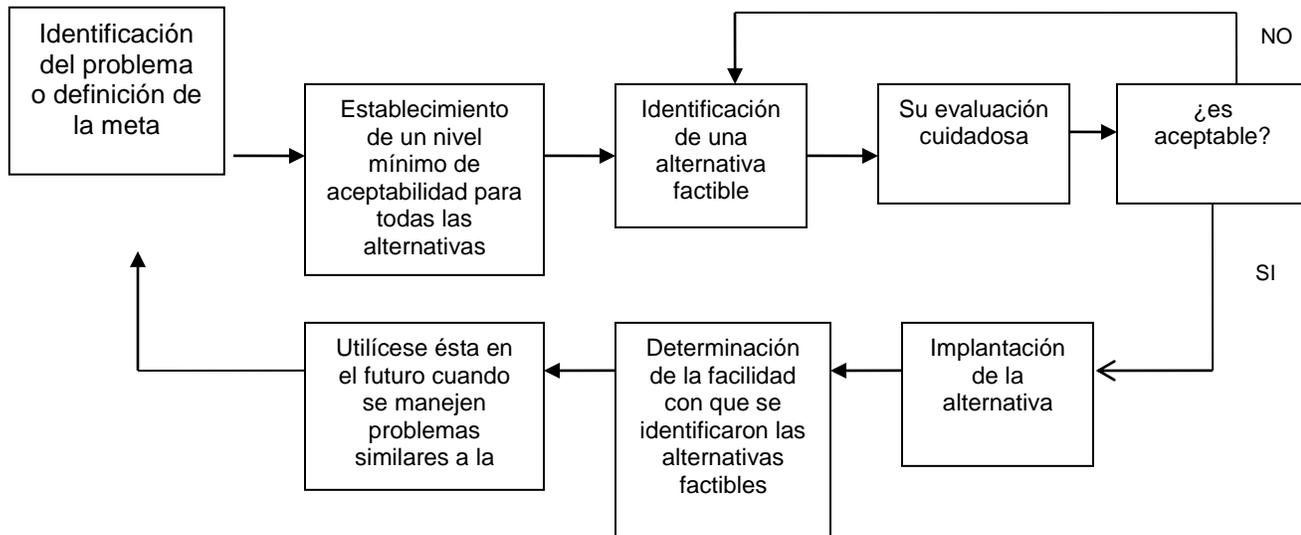 Identificación
del problema
o definición de
la meta
Establecimiento
de un nivel
mínimo de
aceptabilidad para
todas las
alternativas
Identificación
de una
alternativa
factible
Su evaluación
cuidadosa
¿es
aceptable?
NO
SI
Implantación
de la
alternativa
Determinación
de la facilidad
con que se
identificaron las
alternativas
factibles
Utilícese ésta en
el futuro cuando
se manejen
problemas
similares a la